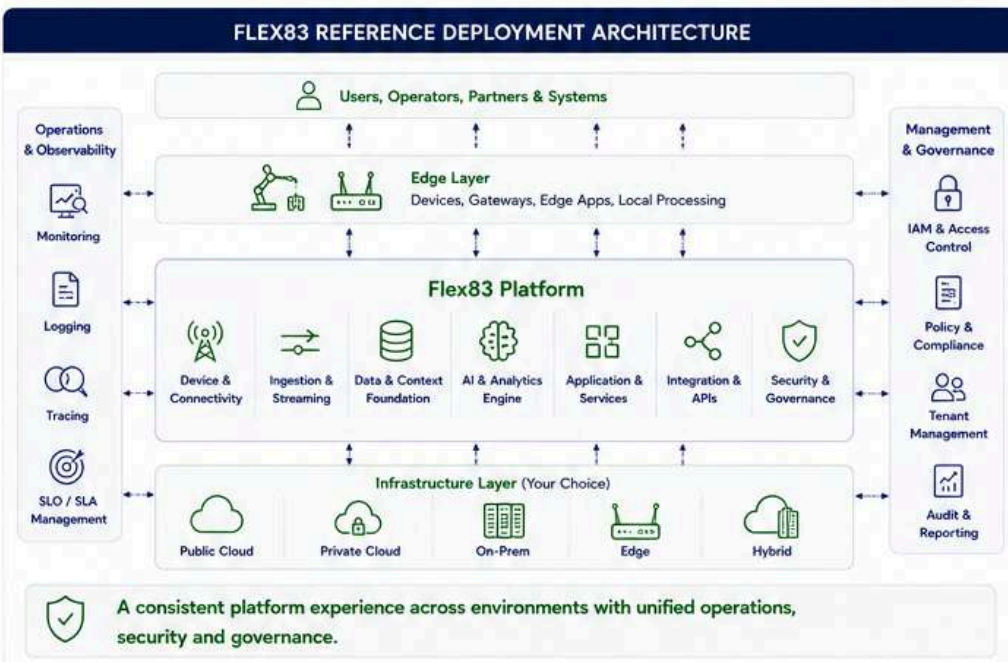 FLEX83 REFERENCE DEPLOYMENT ARCHITECTURE
Users, Operators, Partners & Systems
Operations
& Observability
Monitoring
Logging
Tracing
SLO / SLA
Management
Edge Layer
Devices, Gateways, Edge Apps, Local Processing
Flex83 Platform
Device &
Connectivity
Ingestion &
Streaming
Data & Context
Foundation
AI & Analytics
Engine
Application &
Services
Integration &
APIs
Security &
Governance
Infrastructure Layer (Your Choice)
Public Cloud
Private Cloud
On-Prem
Edge
Hybrid
Management
& Governance
IAM & Access
Control
Policy &
Compliance
Tenant
Management
Audit &
Reporting
A consistent platform experience across environments with unified operations,
security and governance.